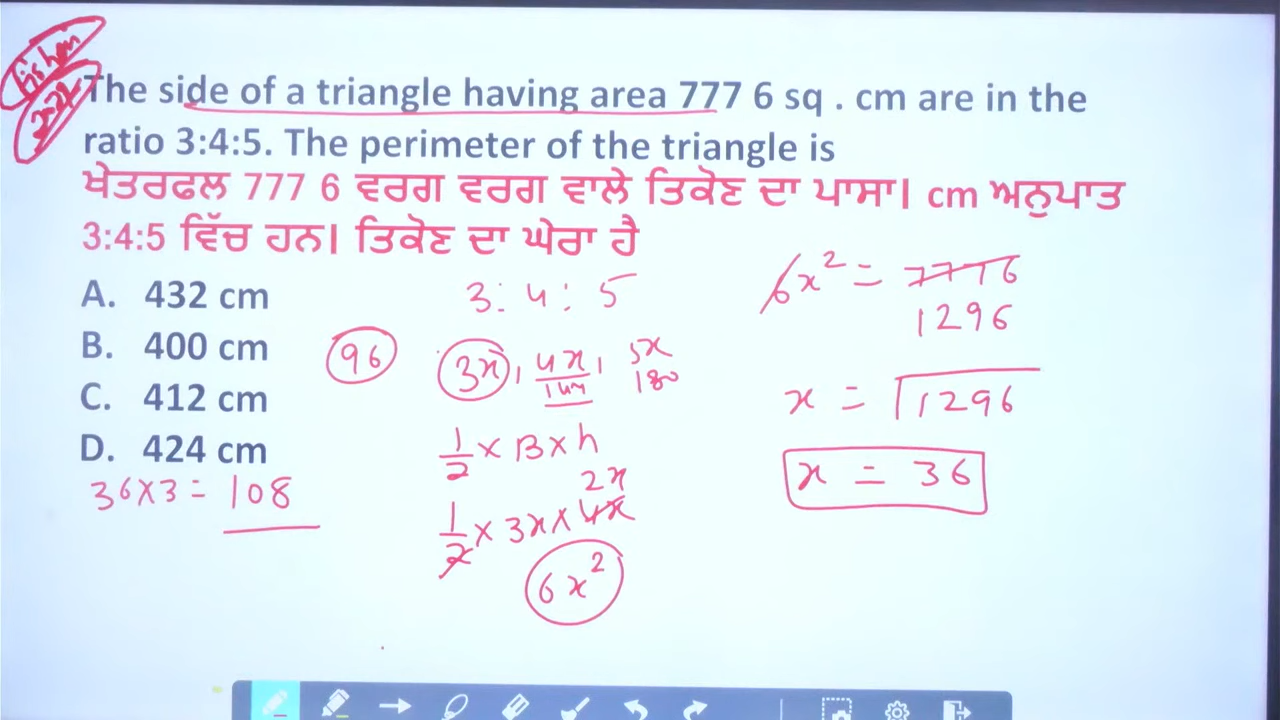 2022
The side of a triangle having area 777 6 sq . cm are in the
ratio 3:4:5. The perimeter of the triangle is
ਖੇਤਰਫਲ 777 6 ਵਰਗ ਵਰਗ ਵਾਲੇ ਤਿਕੋਣ ਦਾ ਪਾਸਾ। cm ਅਨੁਪਾਤ
3:4:5 ਵਿੱਚ ਹਨ। ਤਿਕੋਣ ਦਾ ਘੇਰਾ ਹੈ
A. 432 cm
B. 400 cm
C. 412 cm
D. 424 cm
36×3 = 108
96
3 : 4 : 5
3x, 4x, 5x
144 180
1/2 × B × h
2x
1/2 × 3x × 4x
6x²
6x² = 7776
1296
x = √1296
x = 36